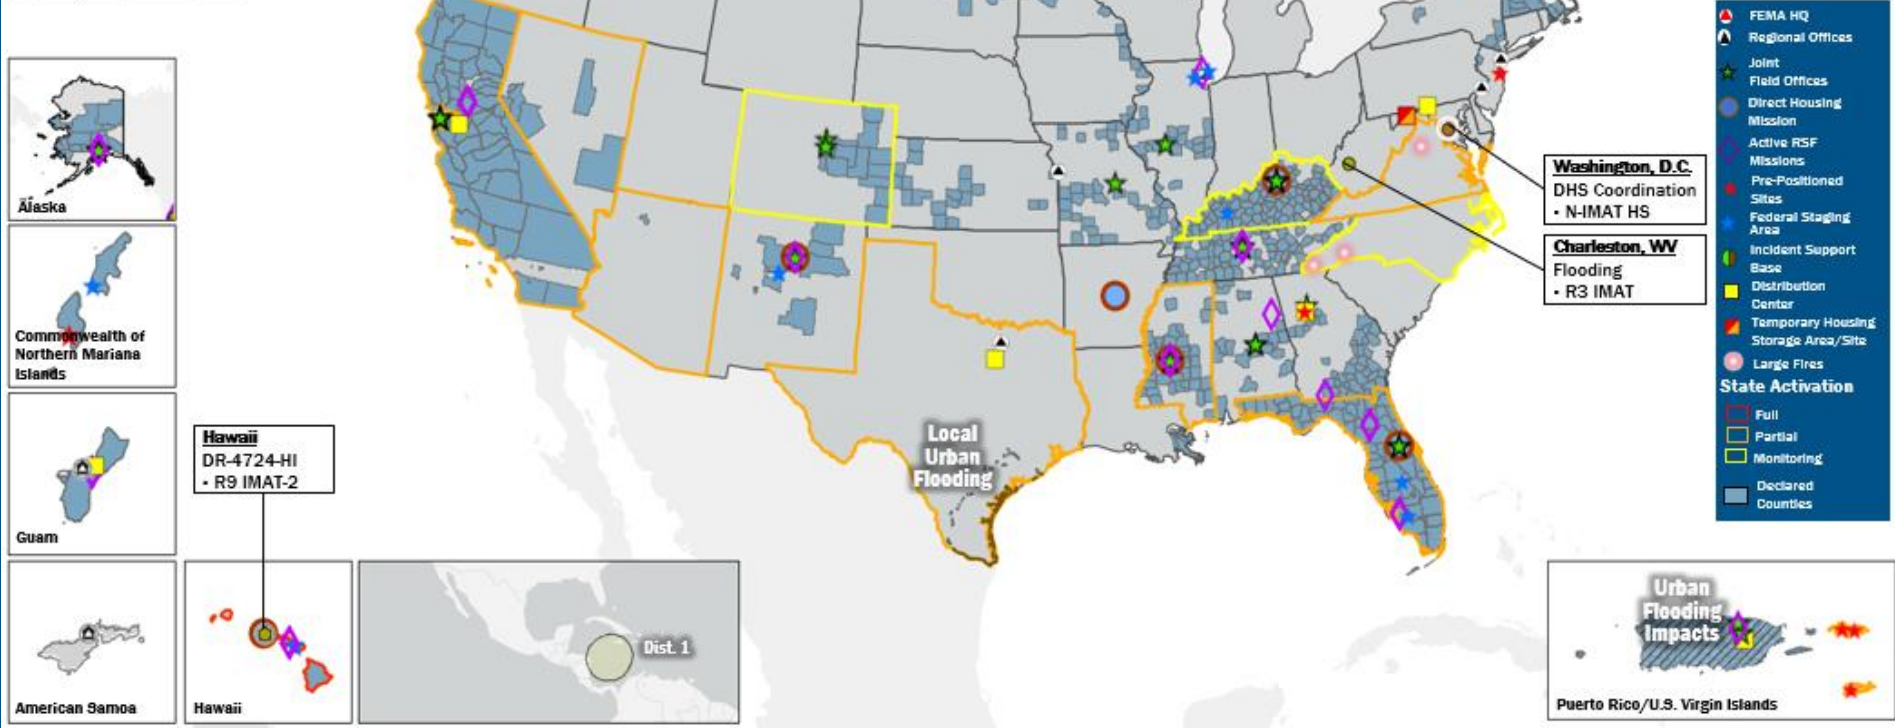 Alaska
Commonwealth of
Northern Mariana
Islands
Guam
American Samoa
Hawaii
DR-4724-HI
• R9 IMAT-2
Hawaii
Dist. 1
Local
Urban
Flooding
Washington, D.C.
DHS Coordination
• N-IMAT HS
Charleston, WV
Flooding
• R3 IMAT
FEMA HQ
Regional Offices
Joint
Field Offices
Direct Housing
Mission
Active RSF
Missions
Pre-Positioned
Sites
Federal Staging
Area
Incident Support
Base
Distribution
Center
Temporary Housing
Storage Area/Site
Large Fires
State Activation
Full
Partial
Monitoring
Declared
Counties
Urban
Flooding
Impacts
Puerto Rico/U.S. Virgin Islands